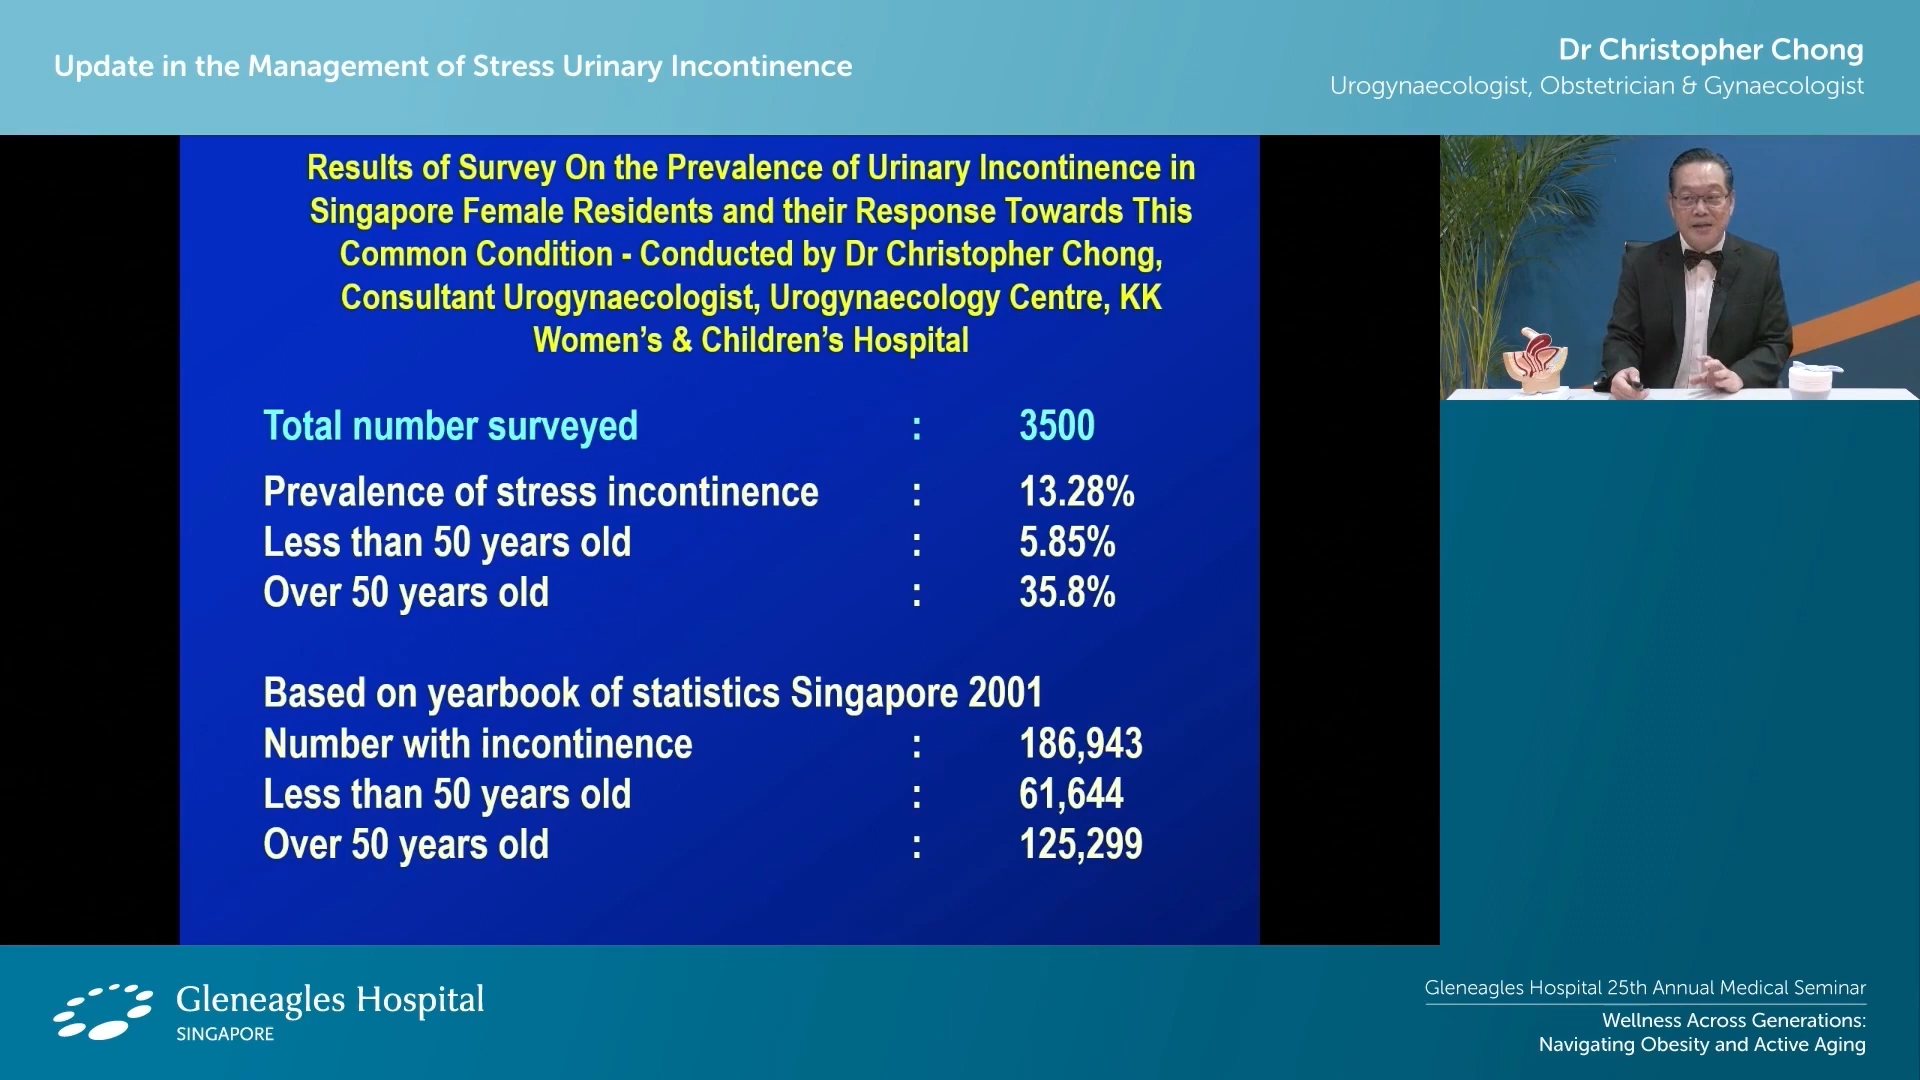 Update in the Management of Stress Urinary Incontinence
Dr Christopher Chong
Urogynaecologist, Obstetrician & Gynaecologist
Results of Survey On the Prevalence of Urinary Incontinence in
Singapore Female Residents and their Response Towards This
Common Condition - Conducted by Dr Christopher Chong,
Consultant Urogynaecologist, Urogynaecology Centre, KK
Women’s & Children’s Hospital
Total number surveyed : 3500
Prevalence of stress incontinence : 13.28%
Less than 50 years old : 5.85%
Over 50 years old : 35.8%
Based on yearbook of statistics Singapore 2001
Number with incontinence : 186,943
Less than 50 years old : 61,644
Over 50 years old : 125,299
Gleneagles Hospital
SINGAPORE
Gleneagles Hospital 25th Annual Medical Seminar
Wellness Across Generations:
Navigating Obesity and Active Aging